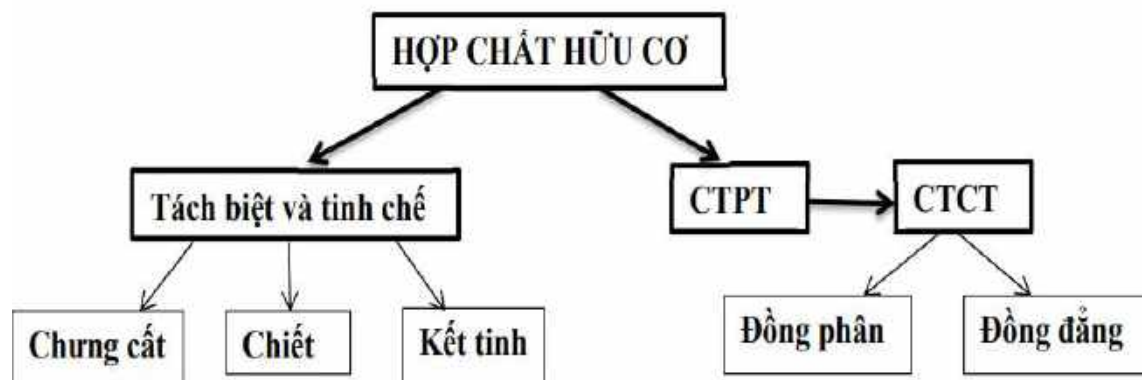 HỢP CHẤT HỮU CƠ
Tách biệt và tinh chế
CTPT
CTCT
Chưng cất
Chiết
Kết tinh
Đồng phân
Đồng đẳng